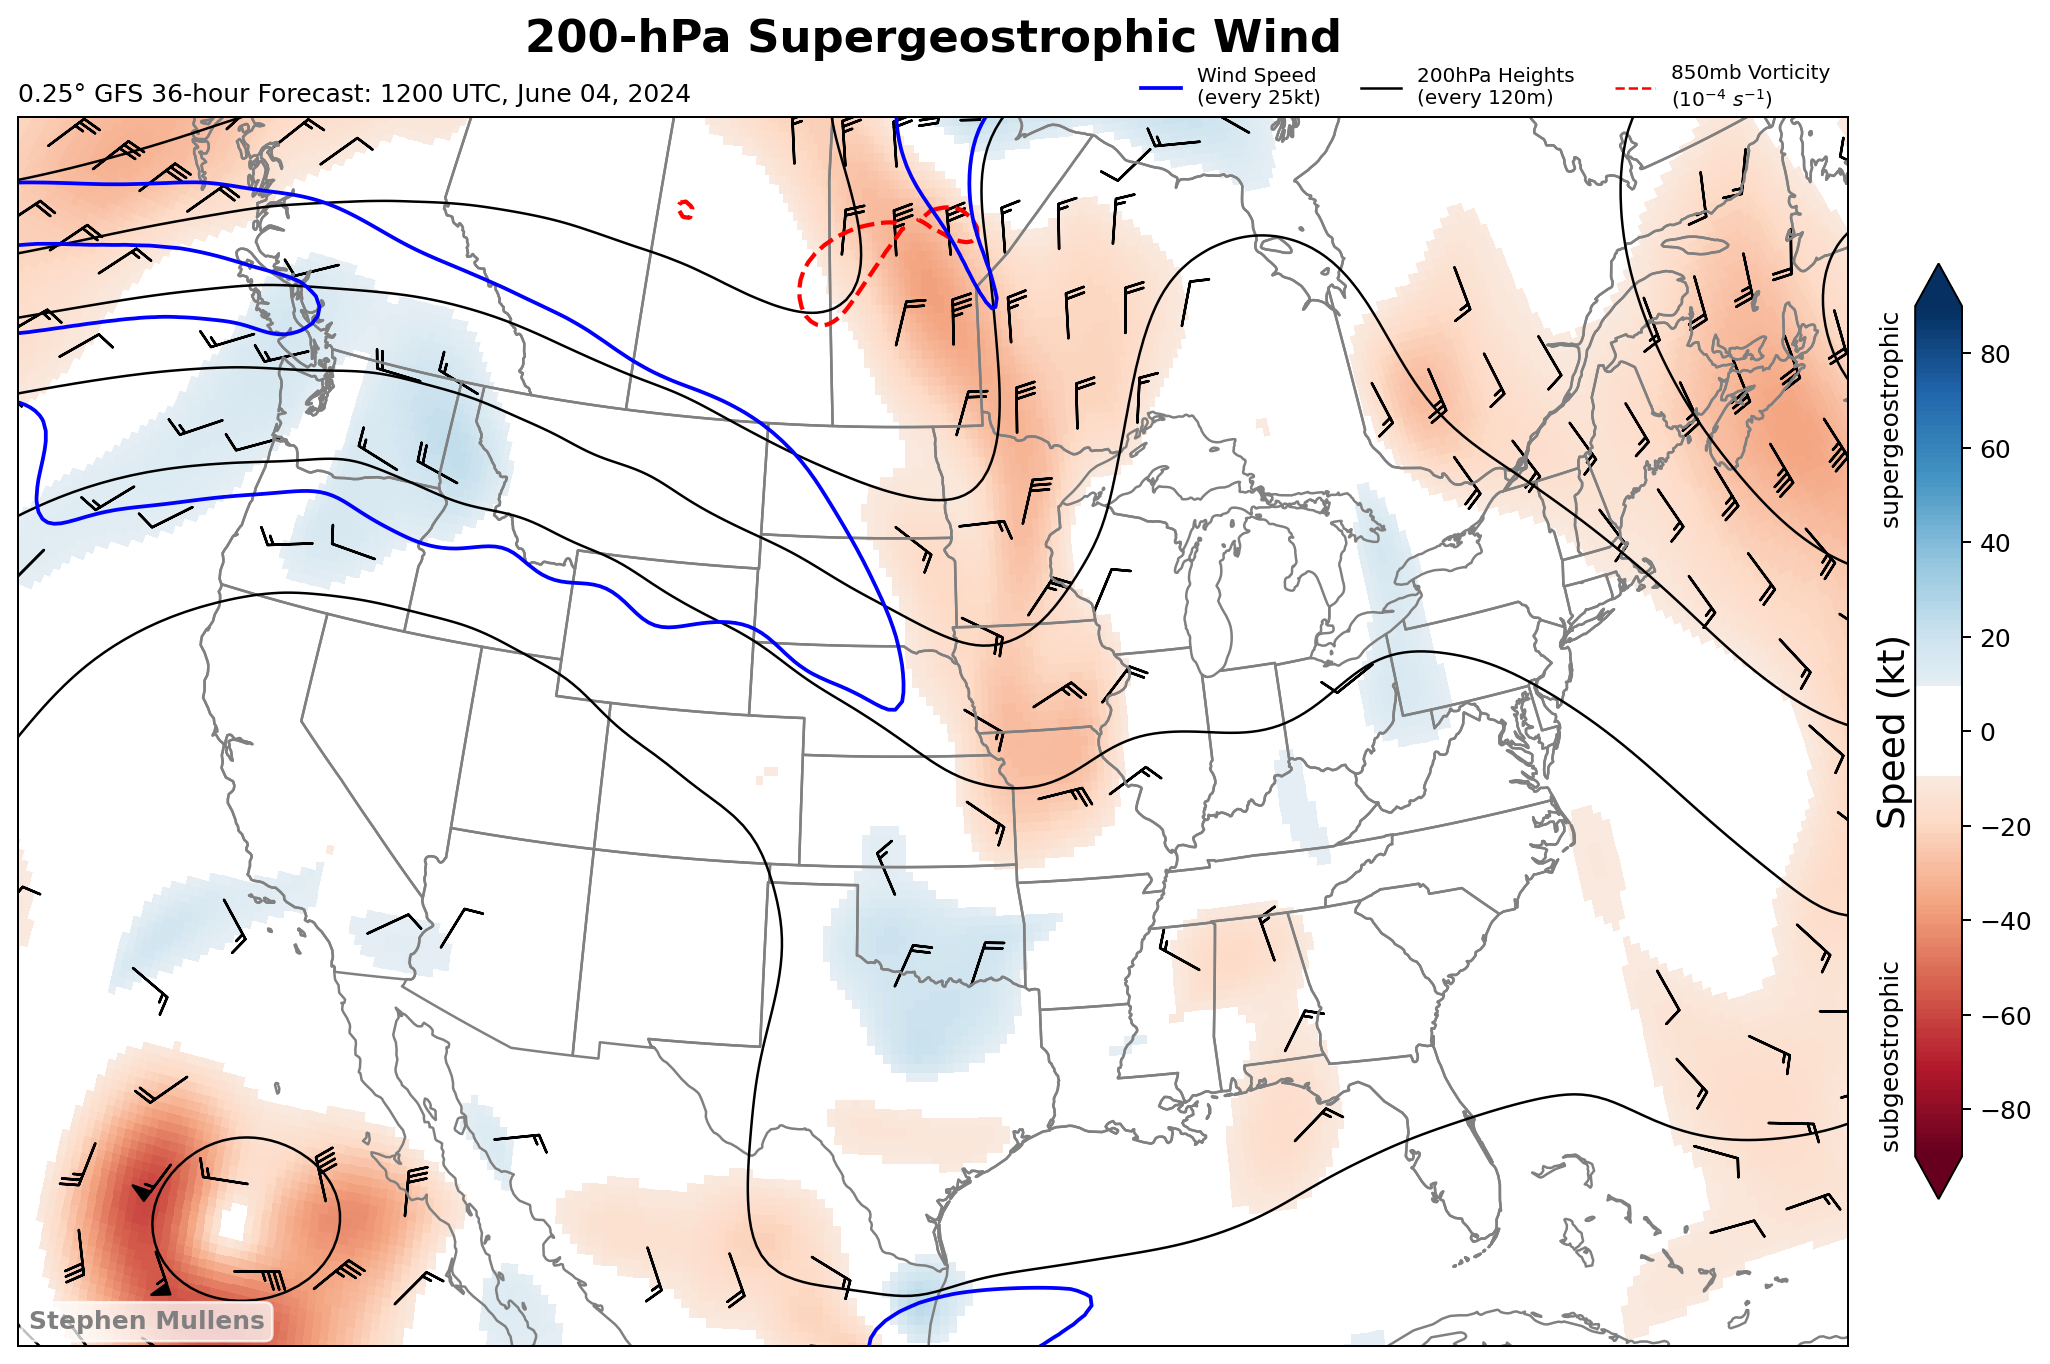 200-hPa Supergeostrophic Wind
0.25° GFS 36-hour Forecast: 1200 UTC, June 04, 2024
Wind Speed
(every 25kt)
200hPa Heights
(every 120m)
850mb Vorticity
(10⁻⁴ s⁻¹)
supergeostrophic
subgeostrophic
Speed (kt)
80
60
40
20
0
−20
−40
−60
−80
Stephen Mullens